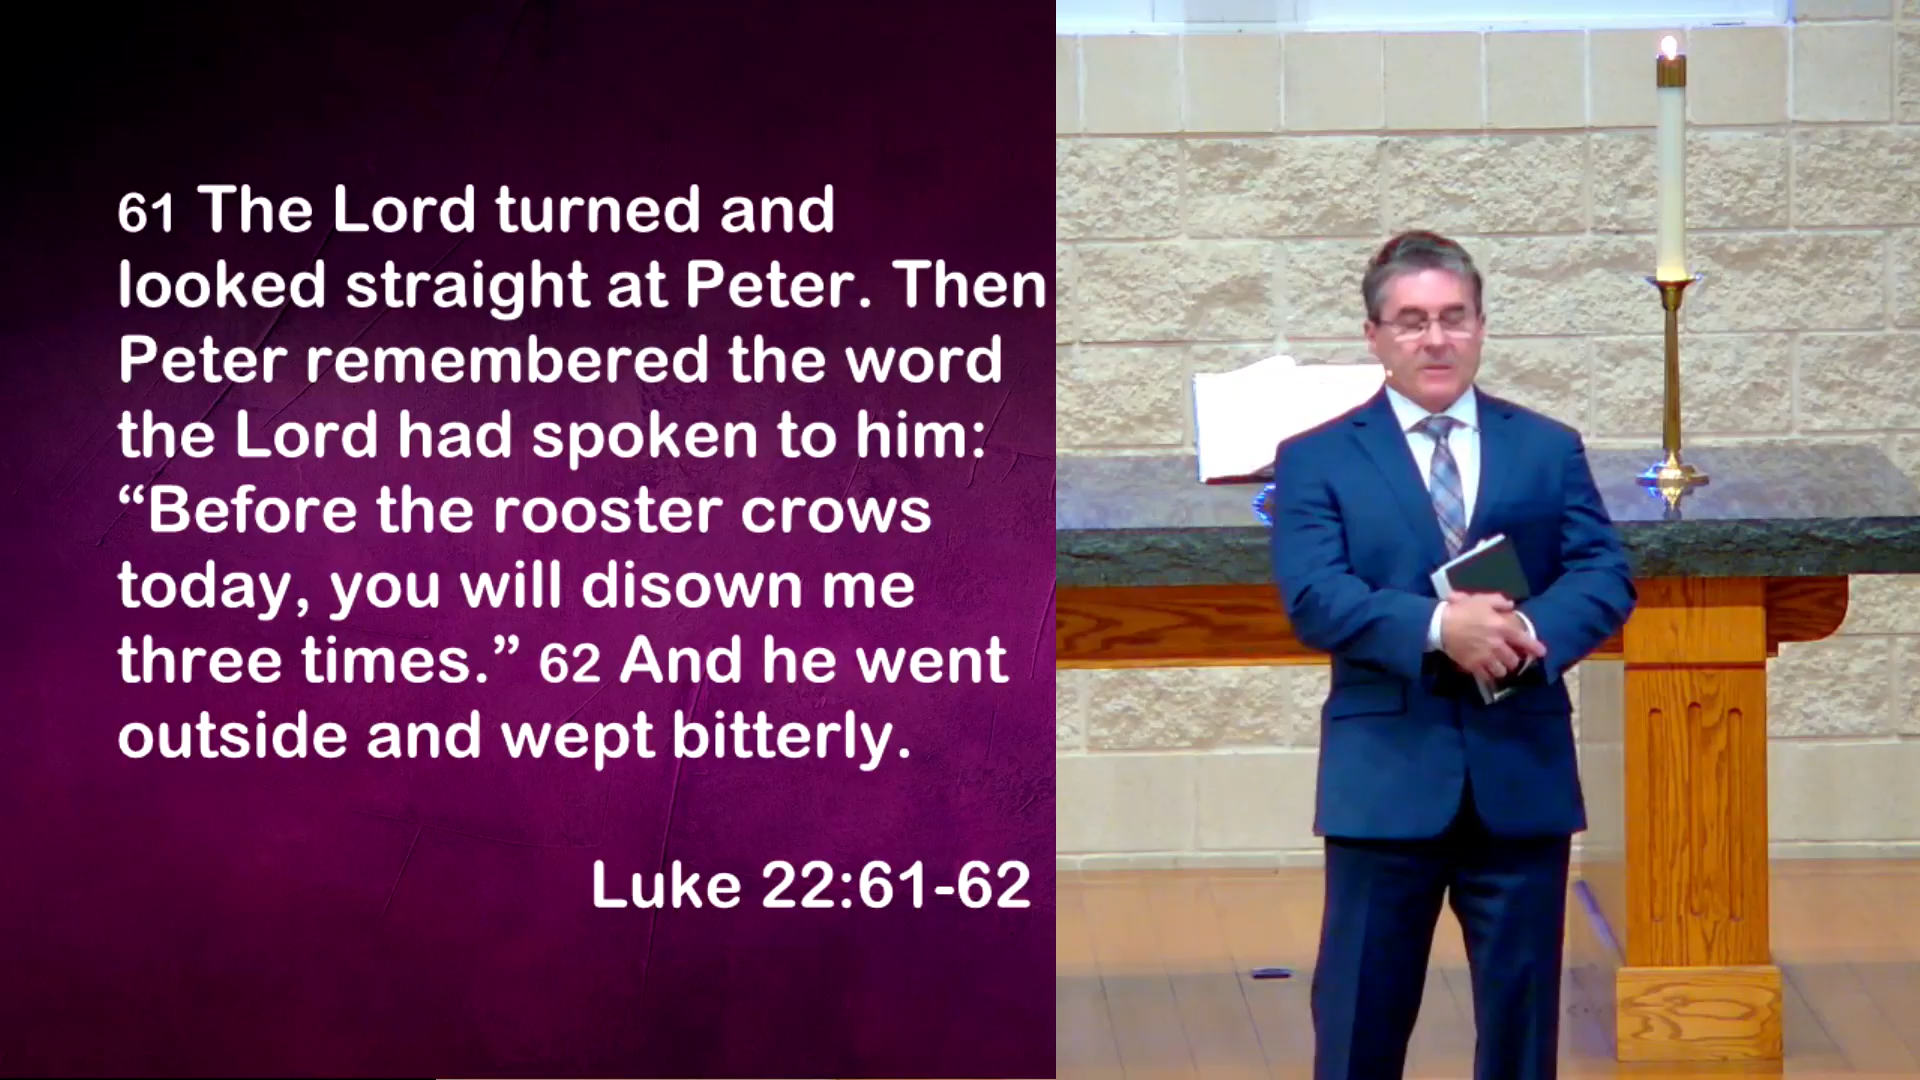 61 The Lord turned and
looked straight at Peter. Then
Peter remembered the word
the Lord had spoken to him:
“Before the rooster crows
today, you will disown me
three times.” 62 And he went
outside and wept bitterly.
Luke 22:61-62